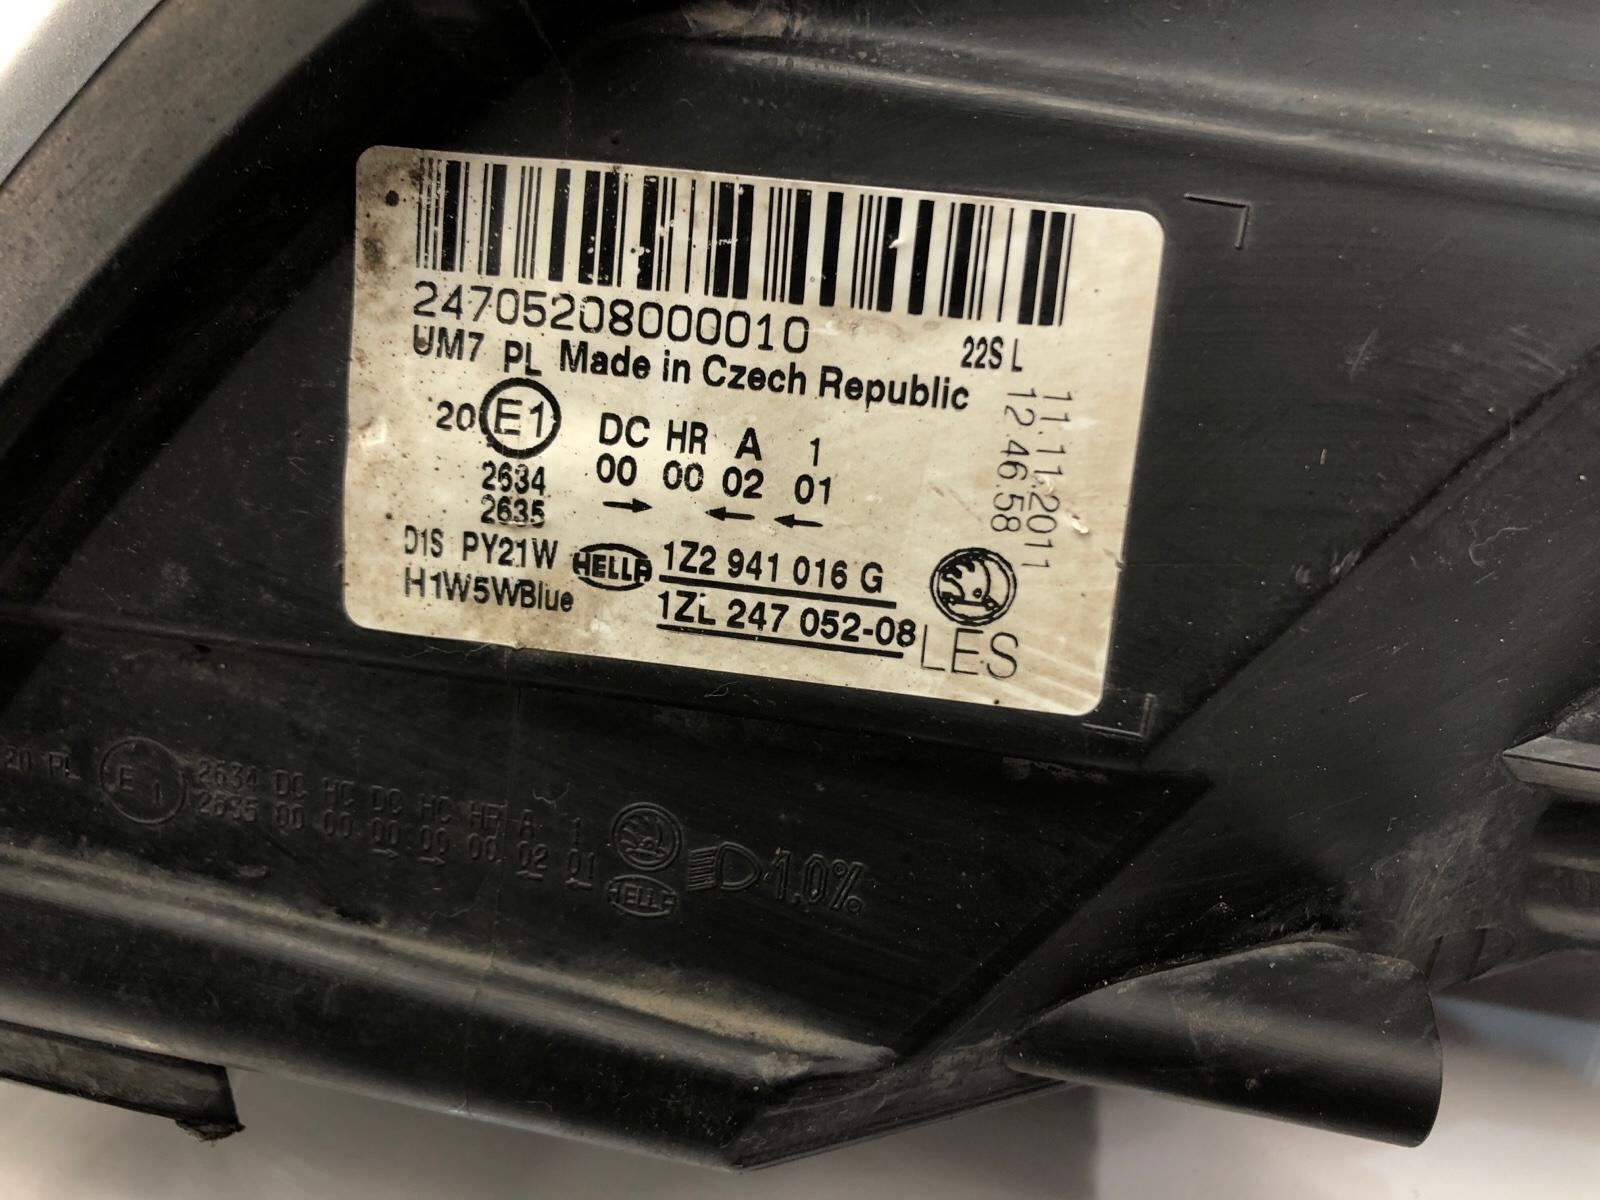 24705208000010
UM7 PL Made in Czech Republic
22S L
11.11.2011
12 46 58
20 E1 DC HR A 1
2634 00 00 02 01
2635 → ← ←
D1S PY21W HELLA 1Z2 941 016 G
H1W5WBlue 1ZL 247 052-08
LES
20 PL E 1 2634 DC HC DC HC HR A 1
2635 00 00 00 00 00 02 01
HELLA 1.0%